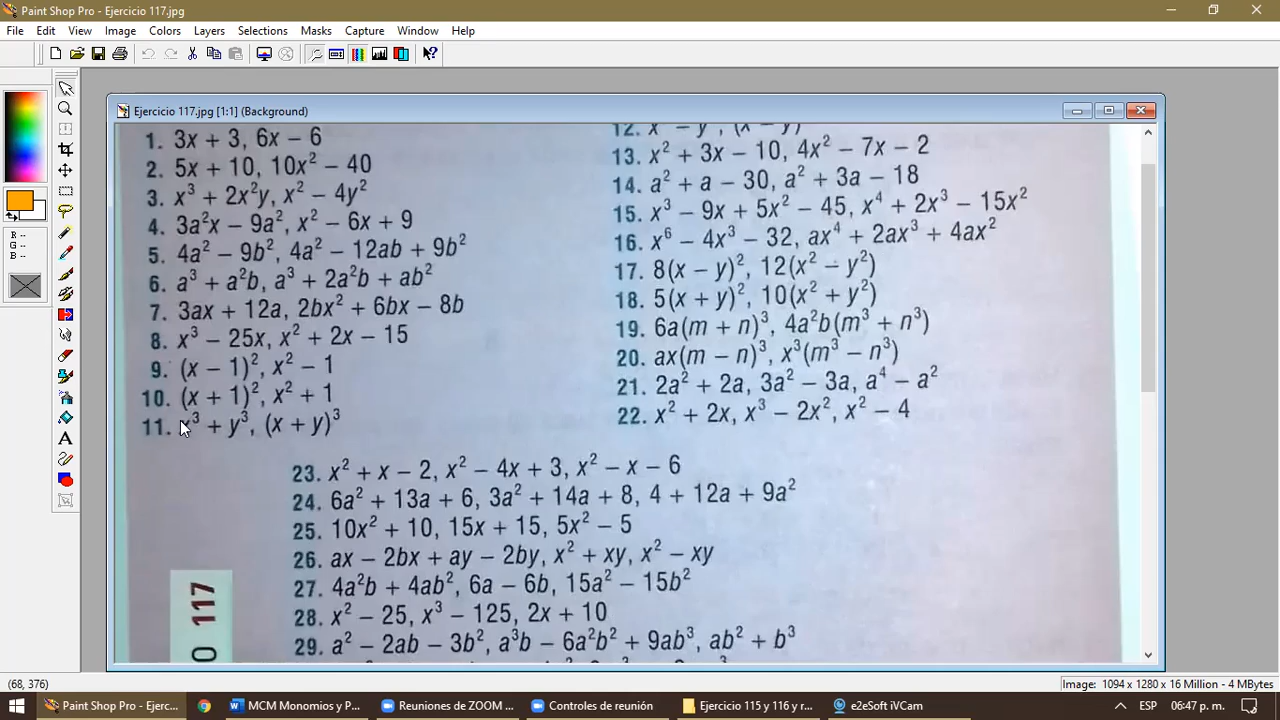 Paint Shop Pro - Ejercicio 117.jpg
File Edit View Image Colors Layers Selections Masks Capture Window Help
Ejercicio 117.jpg [1:1] (Background)
1. 3x + 3, 6x − 6
2. 5x + 10, 10x² − 40
3. x³ + 2x²y, x² − 4y²
4. 3a²x − 9a², x² − 6x + 9
5. 4a² − 9b², 4a² − 12ab + 9b²
6. a³ + a²b, a³ + 2a²b + ab²
7. 3ax + 12a, 2bx² + 6bx − 8b
8. x³ − 25x, x² + 2x − 15
9. (x − 1)², x² − 1
10. (x + 1)², x² + 1
11. x³ + y³, (x + y)³
12.
13. x² + 3x − 10, 4x² − 7x − 2
14. a² + a − 30, a² + 3a − 18
15. x³ − 9x + 5x² − 45, x⁴ + 2x³ − 15x²
16. x⁶ − 4x³ − 32, ax⁴ + 2ax³ + 4ax²
17. 8(x − y)², 12(x² − y²)
18. 5(x + y)², 10(x² + y²)
19. 6a(m + n)³, 4a²b(m³ + n³)
20. ax(m − n)³, x³(m³ − n³)
21. 2a² + 2a, 3a² − 3a, a⁴ − a²
22. x² + 2x, x³ − 2x², x² − 4
23. x² + x − 2, x² − 4x + 3, x² − x − 6
24. 6a² + 13a + 6, 3a² + 14a + 8, 4 + 12a + 9a²
25. 10x² + 10, 15x + 15, 5x² − 5
26. ax − 2bx + ay − 2by, x² + xy, x² − xy
27. 4a²b + 4ab², 6a − 6b, 15a² − 15b²
28. x² − 25, x³ − 125, 2x + 10
29. a² − 2ab − 3b², a³b − 6a²b² + 9ab³, ab² + b³
O 117
R --
G --
B --
(68, 376)
Image: 1094 x 1280 x 16 Million - 4 MBytes
Paint Shop Pro - Ejerc...
MCM Monomios y P...
Reuniones de ZOOM ...
Controles de reunión
Ejercicio 115 y 116 y r...
e2eSoft iVCam
ESP
06:47 p. m.